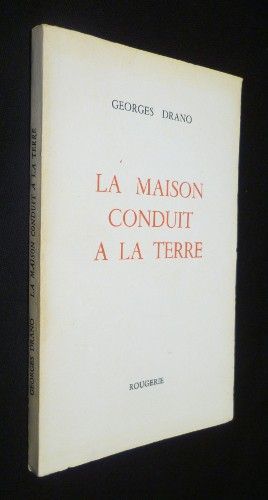 GEORGES DRANO
LA MAISON
CONDUIT
A LA TERRE
ROUGERIE
GEORGES DRANO LA MAISON CONDUIT A LA TERRE